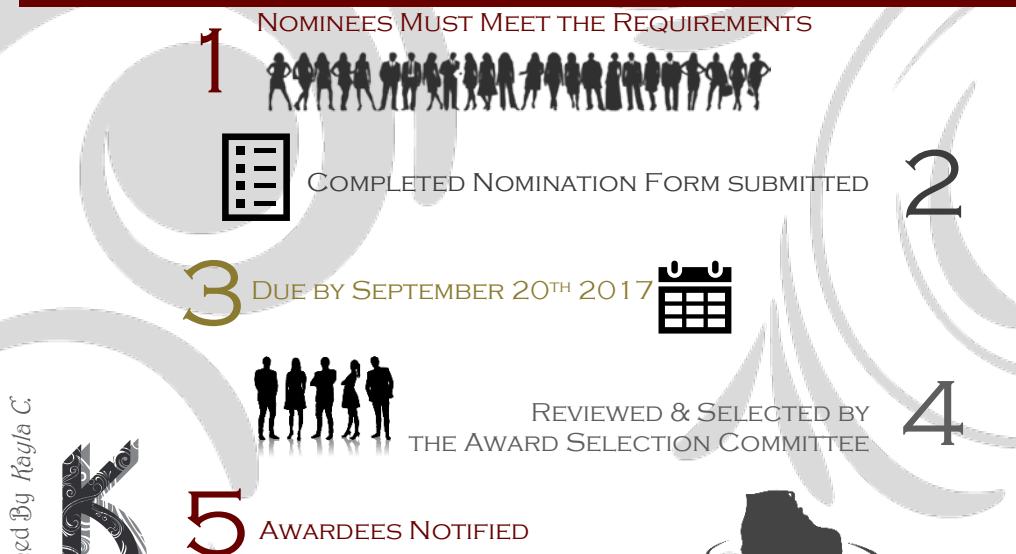 1
Nominees Must Meet the Requirements
Completed Nomination Form submitted
2
3
Due by September 20th 2017
Reviewed & Selected by
the Award Selection Committee
4
5
Awardees Notified
By Kayla C.
K